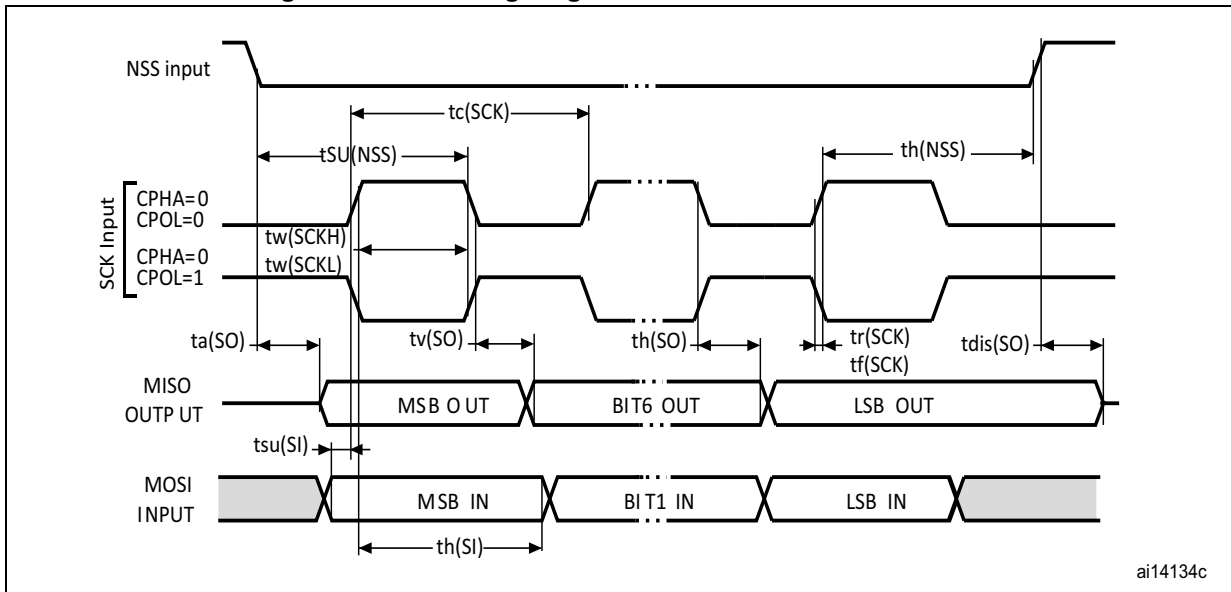 NSS input
tc(SCK)
tSU(NSS)
th(NSS)
SCK Input
CPHA=0
CPOL=0
tw(SCKH)
CPHA=0
tw(SCKL)
CPOL=1
ta(SO)
tv(SO)
th(SO)
tr(SCK)
tf(SCK)
tdis(SO)
MISO
OUTP UT
MSB O UT
BIT6 OUT
LSB OUT
tsu(SI)
MOSI
INPUT
MSB IN
BIT1 IN
LSB IN
th(SI)
ai14134c